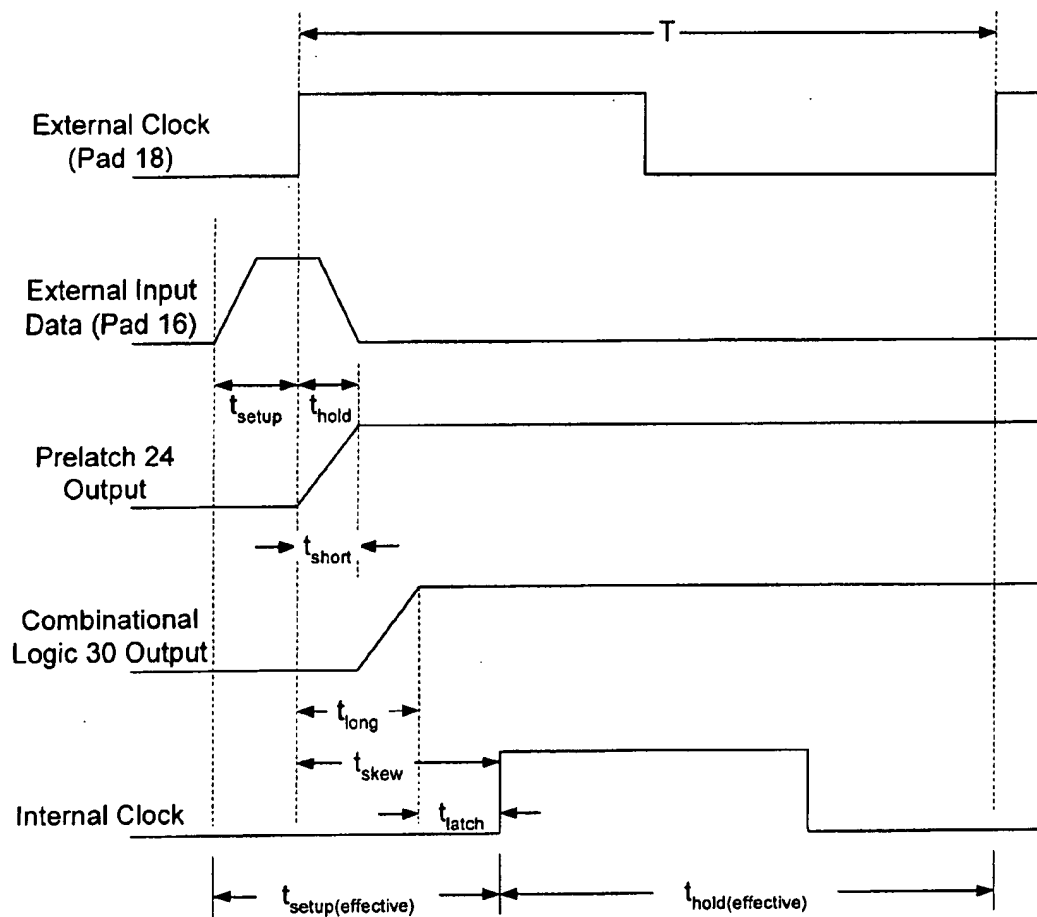 T
External Clock
(Pad 18)
External Input
Data (Pad 16)
tsetup
thold
Prelatch 24
Output
tshort
Combinational
Logic 30 Output
tlong
tskew
Internal Clock
tlatch
tsetup(effective)
thold(effective)